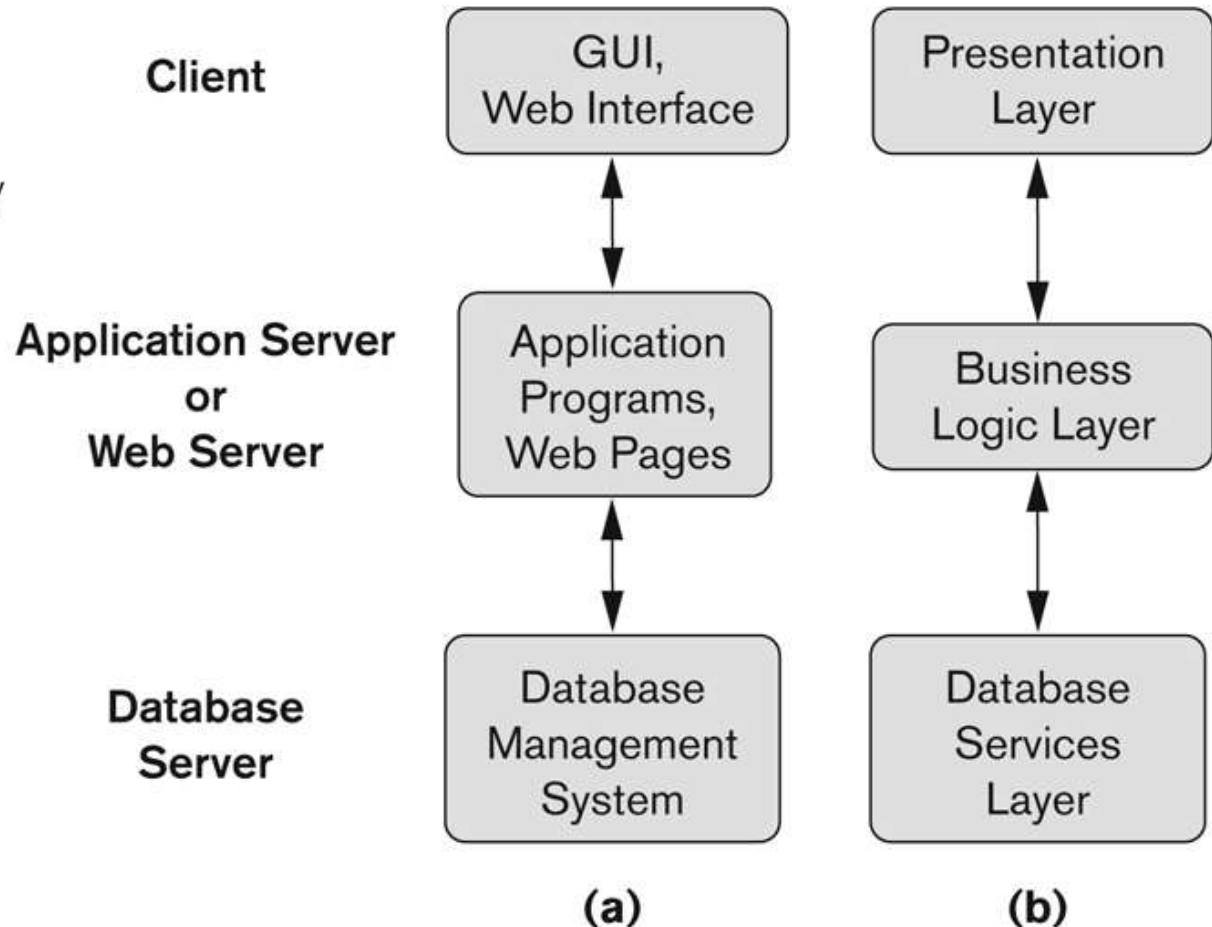 Client
GUI,
Web Interface
Presentation
Layer
Application Server
or
Web Server
Application
Programs,
Web Pages
Business
Logic Layer
Database
Server
Database
Management
System
Database
Services
Layer
(a)
(b)